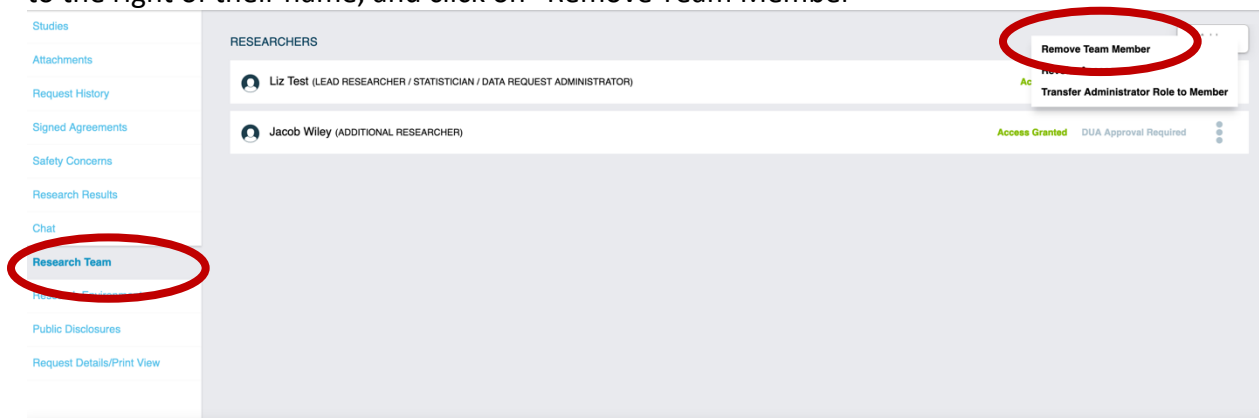 to the right of their name, and click on "Remove Team Member"
Studies
Attachments
Request History
Signed Agreements
Safety Concerns
Research Results
Chat
Research Team
Public Disclosures
Request Details/Print View
RESEARCHERS
Liz Test (LEAD RESEARCHER / STATISTICIAN / DATA REQUEST ADMINISTRATOR)
Remove Team Member
Transfer Administrator Role to Member
Jacob Wiley (ADDITIONAL RESEARCHER)
Access Granted DUA Approval Required